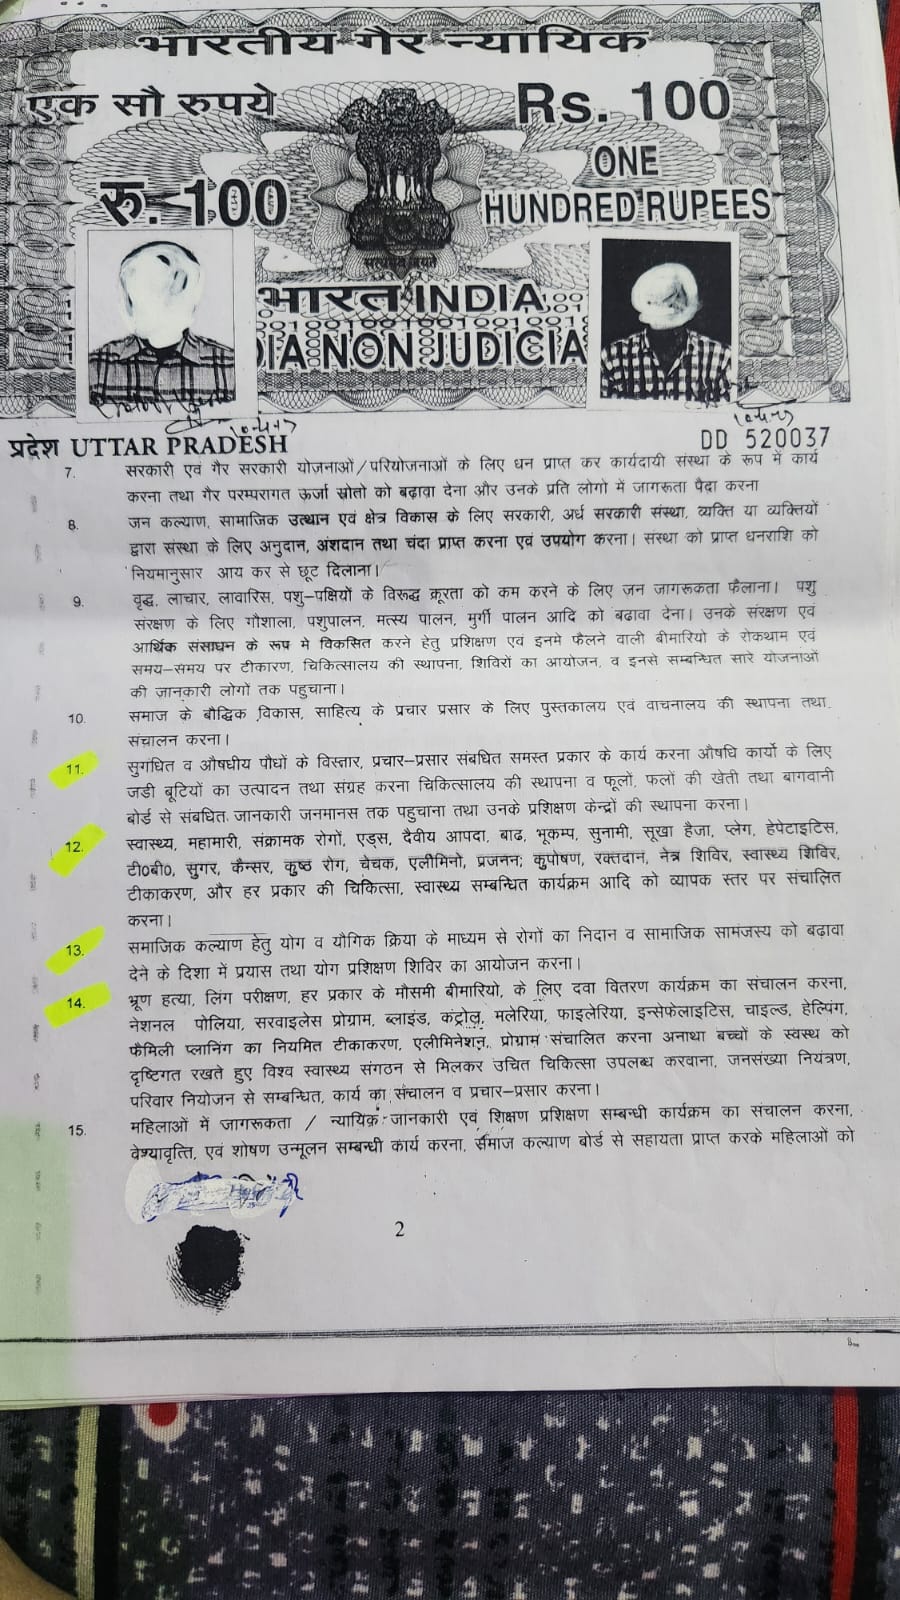 भारतीय गैर न्यायिक
एक सौ रुपये
Rs. 100
रु. 100
ONE
HUNDRED RUPEES
सत्यमेव जयते
भारत INDIA
DIA NON JUDICIA
प्रदेश UTTAR PRADESH
DD 520037
7. सरकारी एवं गैर सरकारी योजनाओं/परियोजनाओं के लिए धन प्राप्त कर कार्यदायी संस्था के रूप में कार्य
करना तथा गैर परम्परागत ऊर्जा स्रोतो को बढ़ावा देना और उनके प्रति लोगो में जागरूता पैदा करना
8. जन कल्याण, सामाजिक उत्थान एवं क्षेत्र विकास के लिए सरकारी, अर्ध सरकारी संस्था, व्यक्ति या व्यक्तियों
द्वारा संस्था के लिए अनुदान, अंशदान तथा चंदा प्राप्त करना एवं उपयोग करना। संस्था को प्राप्त धनराशि को
नियमानुसार आय कर से छूट दिलाना।
9. वृद्ध, लाचार, लावारिस, पशु-पक्षियों के विरूद्ध क्रूरता को कम करने के लिए जन जागरूकता फैलाना। पशु
संरक्षण के लिए गौशाला, पशुपालन, मत्स्य पालन, मुर्गी पालन आदि को बढावा देना। उनके संरक्षण एवं
आर्थिक संसाधन के रूप मे विकसित करने हेतु प्रशिक्षण एवं इनमे फैलने वाली बीमारियो के रोकथाम एवं
समय-समय पर टीकारण, चिकित्सालय की स्थापना, शिविरों का आयोजन, व इनसे सम्बन्धित सारे योजनाओं
की जानकारी लोगों तक पहुचाना।
10. समाज के बौद्धिक विकास, साहित्य के प्रचार प्रसार के लिए पुस्तकालय एवं वाचनालय की स्थापना तथा
संचालन करना।
11. सुगंधित व औषधीय पौधों के विस्तार, प्रचार-प्रसार संबधित समस्त प्रकार के कार्य करना औषधि कार्यो के लिए
जडी बूटियों का उत्पादन तथा संग्रह करना चिकित्सालय की स्थापना व फूलों, फलों की खेती तथा बागवानी
बोर्ड से संबधित जानकारी जनमानस तक पहुचाना तथा उनके प्रशिक्षण केन्द्रों की स्थापना करना।
12. स्वास्थ्य, महामारी, संक्रामक रोगों, एड्स, दैवीय आपदा, बाढ, भूकम्प, सुनामी, सूखा हैजा, प्लेग, हेपेटाइटिस,
टी0बी0, सुगर, कैन्सर, कुष्ठ रोग, चेचक, एलीमिनो, प्रजनन, कुपोषण, रक्तदान, नेत्र शिविर, स्वास्थ्य शिविर,
टीकाकरण, और हर प्रकार की चिकित्सा, स्वास्थ्य सम्बन्धित कार्यक्रम आदि को व्यापक स्तर पर संचालित
करना।
13. समाजिक कल्याण हेतु योग व यौगिक क्रिया के माध्यम से रोगों का निदान व सामाजिक सामंजस्य को बढ़ावा
देने के दिशा में प्रयास तथा योग प्रशिक्षण शिविर का आयोजन करना।
14. भ्रूण हत्या, लिंग परीक्षण, हर प्रकार के मौसमी बीमारियो, के लिए दवा वितरण कार्यक्रम का संचालन करना,
नेशनल पोलिया, सरवाइलेस प्रोग्राम, ब्लाइंड, कंट्रोल, मलेरिया, फाइलेरिया, इन्सेफेलाइटिस, चाइल्ड, हेल्पिंग,
फैमिली प्लानिंग का नियमित टीकाकरण, एलीमिनेशन, प्रोग्राम संचालित करना अनाथा बच्चों के स्वस्थ को
दृष्टिगत रखते हुए विश्व स्वास्थ्य संगठन से मिलकर उचित चिकित्सा उपलब्ध करवाना, जनसंख्या नियंत्रण,
परिवार नियोजन से सम्बन्धित, कार्य का संचालन व प्रचार-प्रसार करना।
15. महिलाओं में जागरूकता / न्यायिक जानकारी एवं शिक्षण प्रशिक्षण सम्बन्धी कार्यक्रम का संचालन करना,
वेश्यावृत्ति, एवं शोषण उन्मूलन सम्बन्धी कार्य करना, समाज कल्याण बोर्ड से सहायता प्राप्त करके महिलाओं को
2